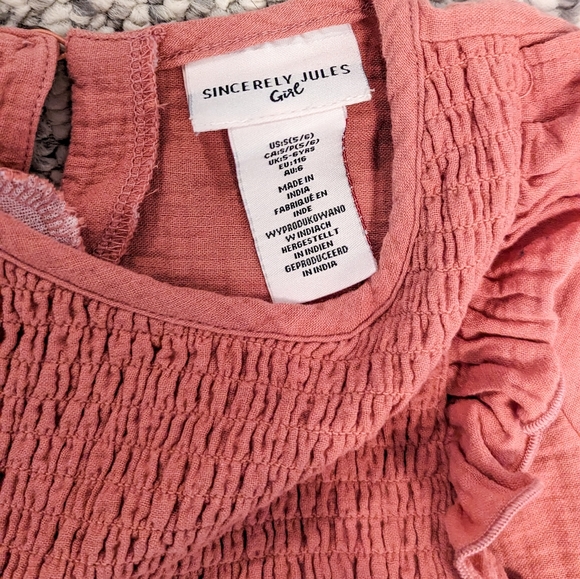 SINCERELY JULES
Girl
US:S(5/6)
CA:S/P(5/6)
UK:5-6YRS
EU:116
AU:6
MADE IN
INDIA
FABRIQUÉ EN
INDE
WYPRODUKOWANO
W INDIACH
HERGESTELLT
IN INDIEN
GEPRODUCEERD
IN INDIA